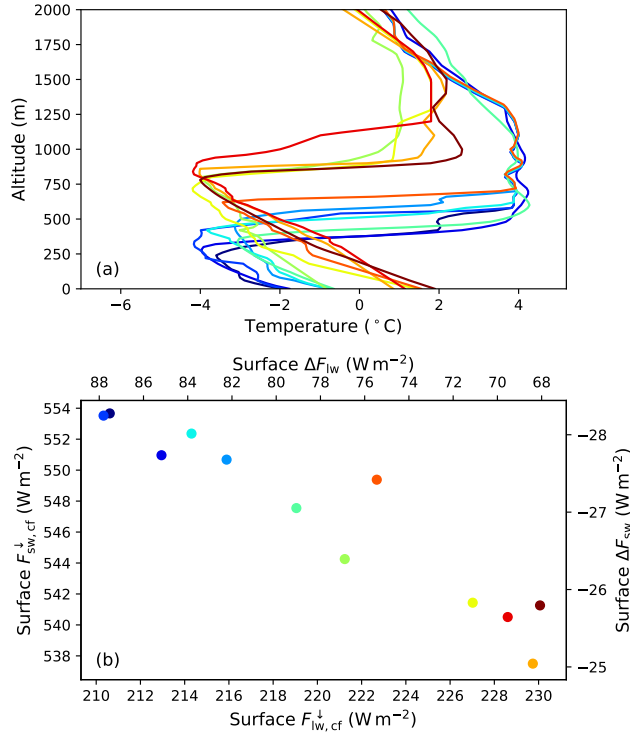 2000
1750
1500
1250
1000
750
500
250
0
Altitude (m)
(a)
−6 −4 −2 0 2 4
Temperature (°C)
Surface ΔF_lw (W m⁻²)
88 86 84 82 80 78 76 74 72 70 68
554
552
550
548
546
544
542
540
538
Surface F↓_sw, cf (W m⁻²)
−28
−27
−26
−25
Surface ΔF_sw (W m⁻²)
(b)
210 212 214 216 218 220 222 224 226 228 230
Surface F↓_lw, cf (W m⁻²)